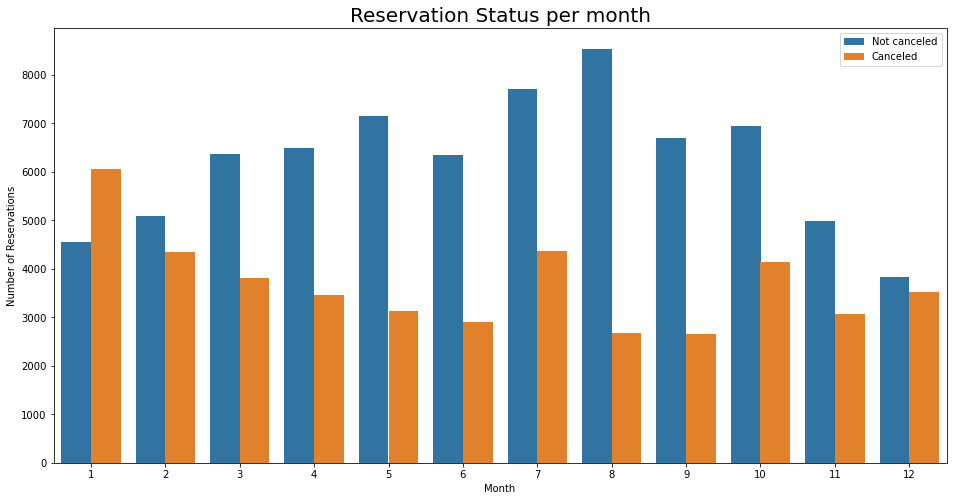 Reservation Status per month
Not canceled
Canceled
Number of Reservations
8000
7000
6000
5000
4000
3000
2000
1000
0
1 2 3 4 5 6 7 8 9 10 11 12
Month